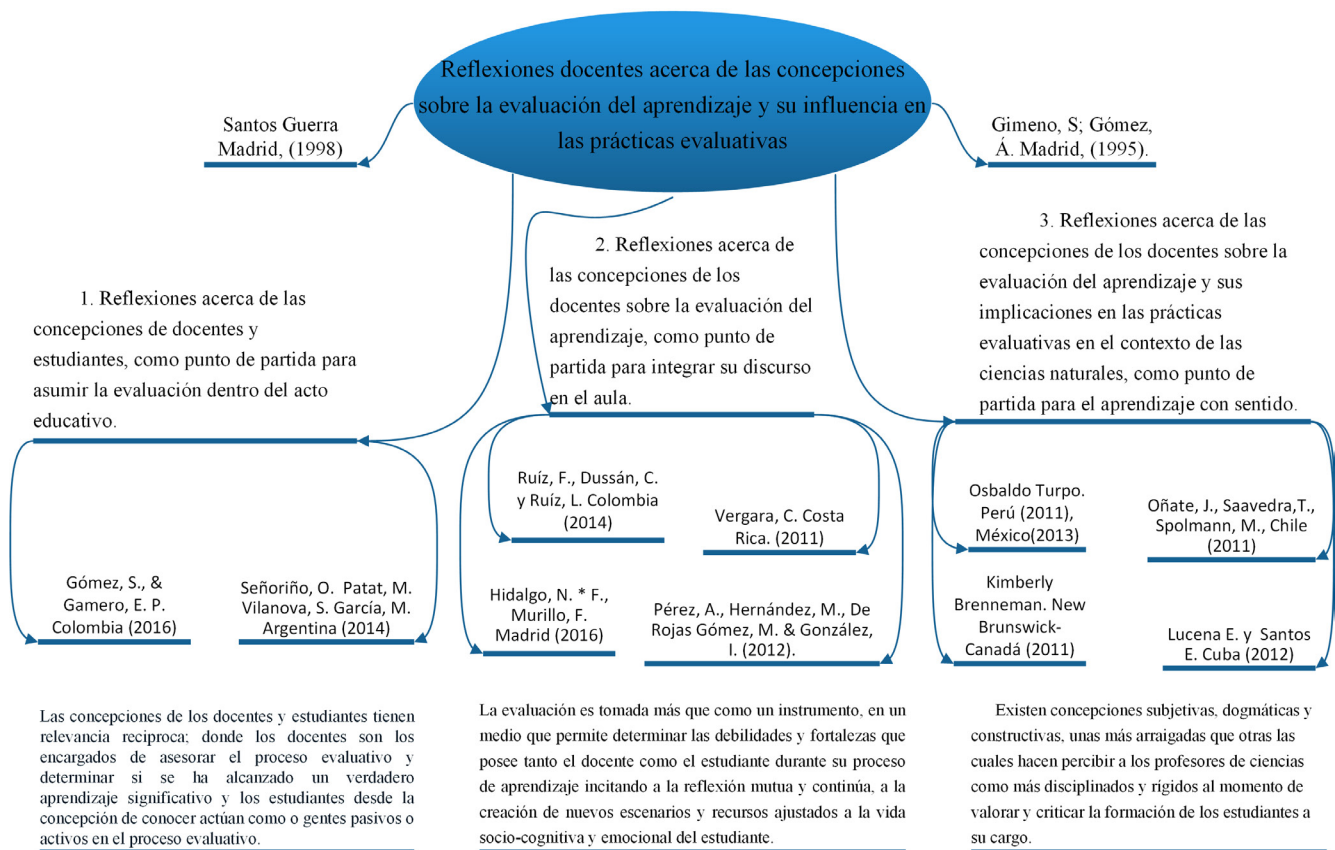 Reflexiones docentes acerca de las concepciones
sobre la evaluación del aprendizaje y su influencia en
las prácticas evaluativas
Santos Guerra
Madrid, (1998)
Gimeno, S; Gómez,
Á. Madrid, (1995).
1. Reflexiones acerca de las
concepciones de docentes y
estudiantes, como punto de partida para
asumir la evaluación dentro del acto
educativo.
2. Reflexiones acerca de
las concepciones de los
docentes sobre la evaluación del
aprendizaje, como punto de
partida para integrar su discurso
en el aula.
3. Reflexiones acerca de las
concepciones de los docentes sobre la
evaluación del aprendizaje y sus
implicaciones en las prácticas
evaluativas en el contexto de las
ciencias naturales, como punto de
partida para el aprendizaje con sentido.
Gómez, S., &
Gamero, E. P.
Colombia (2016)
Señoriño, O. Patat, M.
Vilanova, S. García, M.
Argentina (2014)
Ruíz, F., Dussán, C.
y Ruíz, L. Colombia
(2014)
Vergara, C. Costa
Rica. (2011)
Hidalgo, N. * F.,
Murillo, F.
Madrid (2016)
Pérez, A., Hernández, M., De
Rojas Gómez, M. & González,
I. (2012).
Osbaldo Turpo.
Perú (2011),
México(2013)
Oñate, J., Saavedra,T.,
Spolmann, M., Chile
(2011)
Kimberly
Brenneman. New
Brunswick-
Canadá (2011)
Lucena E. y Santos
E. Cuba (2012)
Las concepciones de los docentes y estudiantes tienen
relevancia reciproca; donde los docentes son los
encargados de asesorar el proceso evaluativo y
determinar si se ha alcanzado un verdadero
aprendizaje significativo y los estudiantes desde la
concepción de conocer actúan como o gentes pasivos o
activos en el proceso evaluativo.
La evaluación es tomada más que como un instrumento, en un
medio que permite determinar las debilidades y fortalezas que
posee tanto el docente como el estudiante durante su proceso
de aprendizaje incitando a la reflexión mutua y continúa, a la
creación de nuevos escenarios y recursos ajustados a la vida
socio-cognitiva y emocional del estudiante.
Existen concepciones subjetivas, dogmáticas y
constructivas, unas más arraigadas que otras las
cuales hacen percibir a los profesores de ciencias
como más disciplinados y rígidos al momento de
valorar y criticar la formación de los estudiantes a
su cargo.